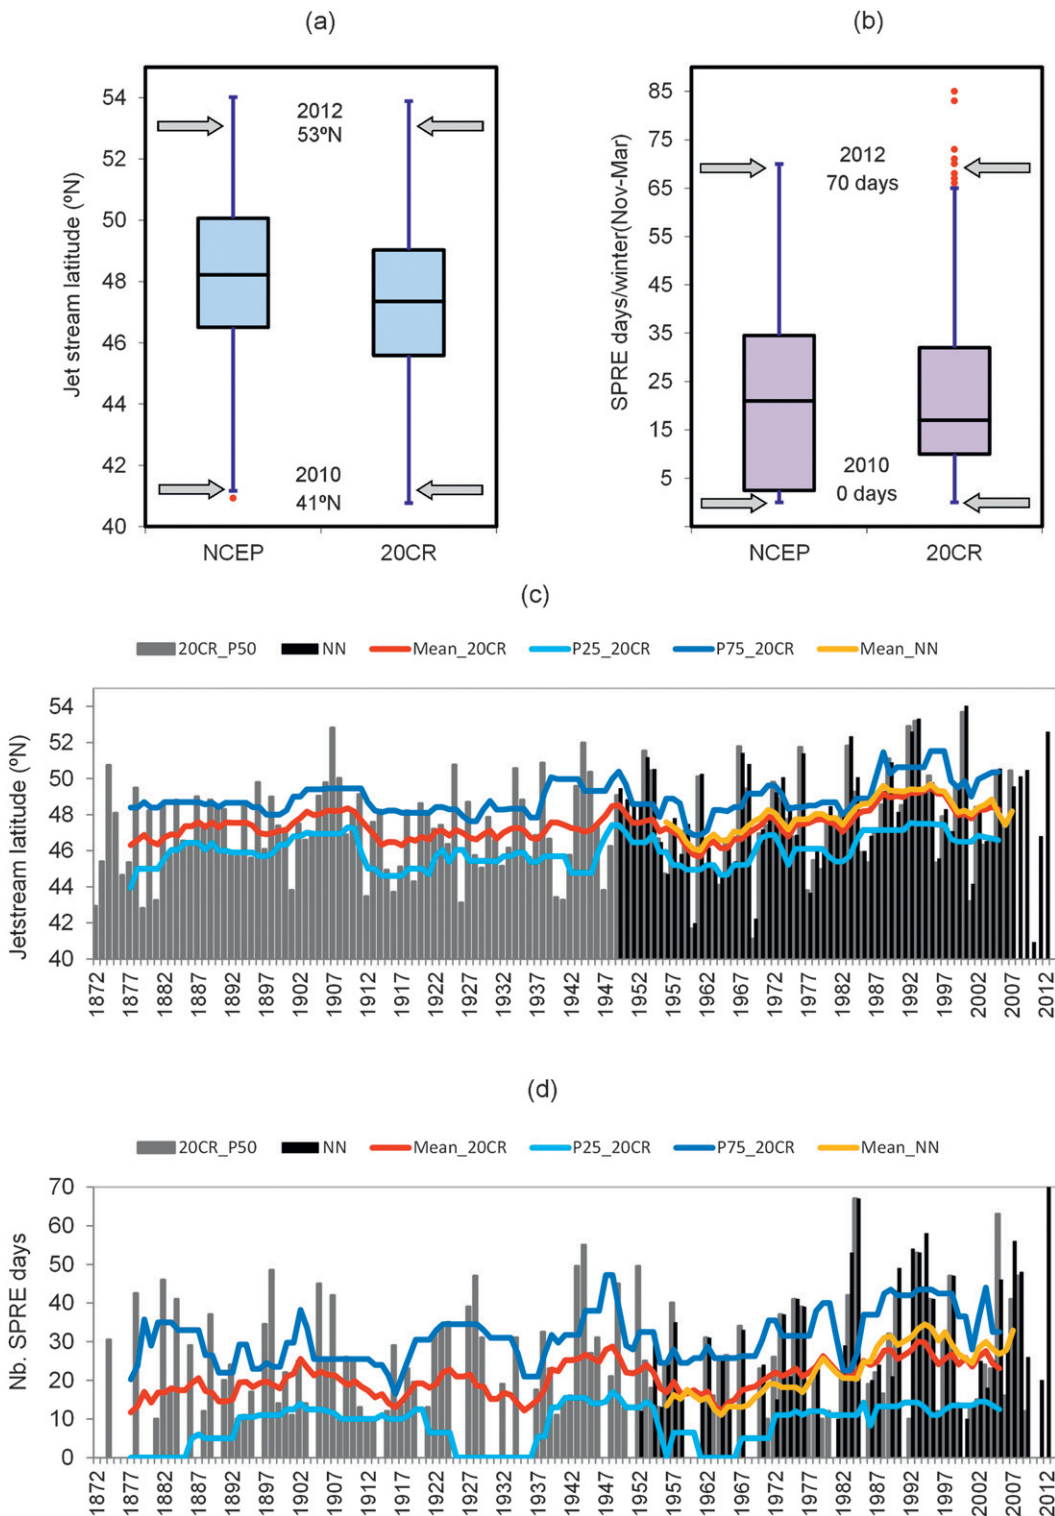 (a)
(b)
Jet stream latitude (ºN)
54
52
50
48
46
44
42
40
2012
53ºN
2010
41ºN
NCEP
20CR
SPRE days/winter(Nov-Mar)
85
75
65
55
45
35
25
15
5
2012
70 days
2010
0 days
NCEP
20CR
(c)
20CR_P50 NN Mean_20CR P25_20CR P75_20CR Mean_NN
Jetstream latitude (ºN)
54
52
50
48
46
44
42
40
1872 1877 1882 1887 1892 1897 1902 1907 1912 1917 1922 1927 1932 1937 1942 1947 1952 1957 1962 1967 1972 1977 1982 1987 1992 1997 2002 2007 2012
(d)
20CR_P50 NN Mean_20CR P25_20CR P75_20CR Mean_NN
Nb. SPRE days
70
60
50
40
30
20
10
0
1872 1877 1882 1887 1892 1897 1902 1907 1912 1917 1922 1927 1932 1937 1942 1947 1952 1957 1962 1967 1972 1977 1982 1987 1992 1997 2002 2007 2012